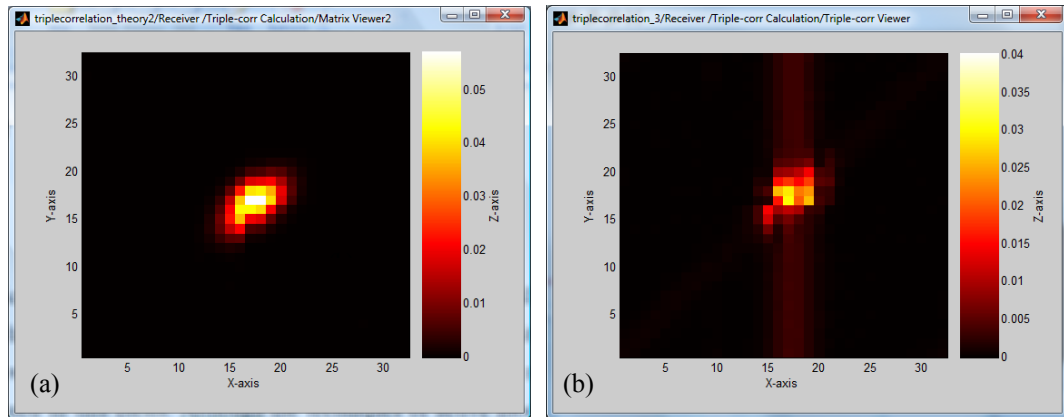 triplecorrelation_theory2/Receiver /Triple-corr Calculation/Matrix Viewer2
30
25
20
15
10
5
Y-axis
5 10 15 20 25 30
X-axis
0.05
0.04
0.03
0.02
0.01
0
Z-axis
(a)
triplecorrelation_3/Receiver /Triple-corr Calculation/Triple-corr Viewer
30
25
20
15
10
5
Y-axis
5 10 15 20 25 30
X-axis
0.04
0.035
0.03
0.025
0.02
0.015
0.01
0.005
0
Z-axis
(b)